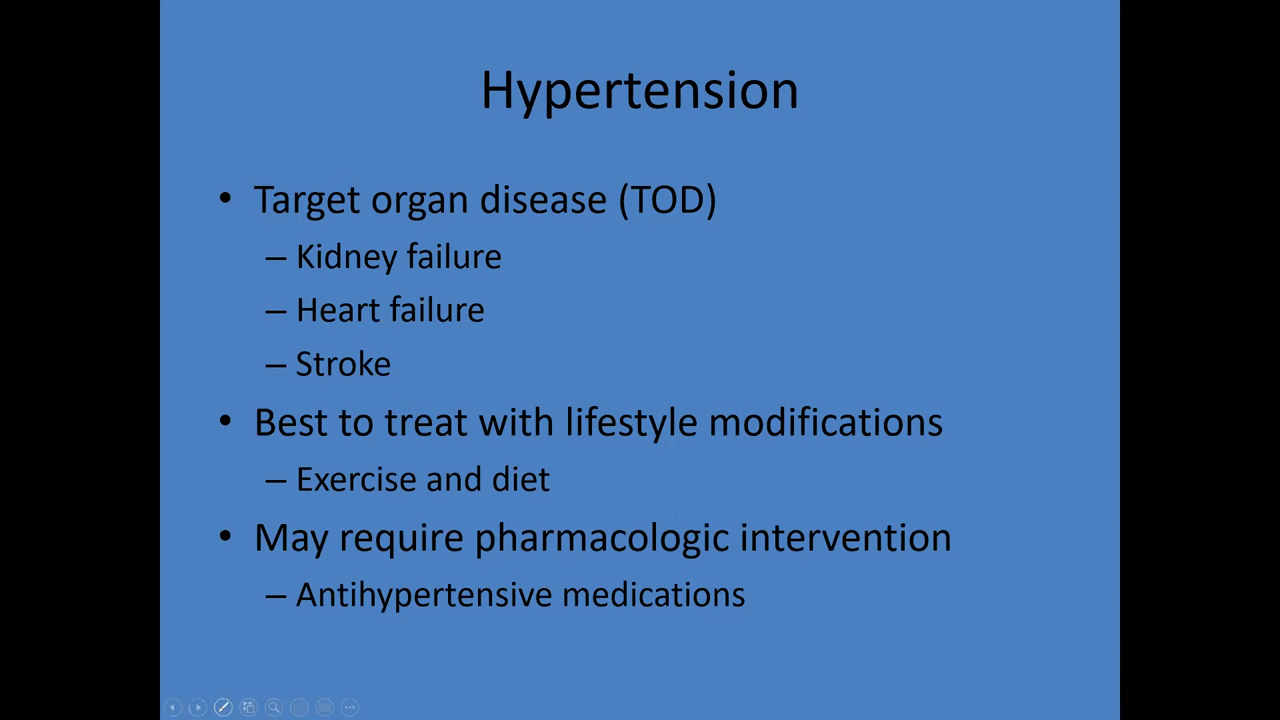 Hypertension
• Target organ disease (TOD)
– Kidney failure
– Heart failure
– Stroke
• Best to treat with lifestyle modifications
– Exercise and diet
• May require pharmacologic intervention
– Antihypertensive medications